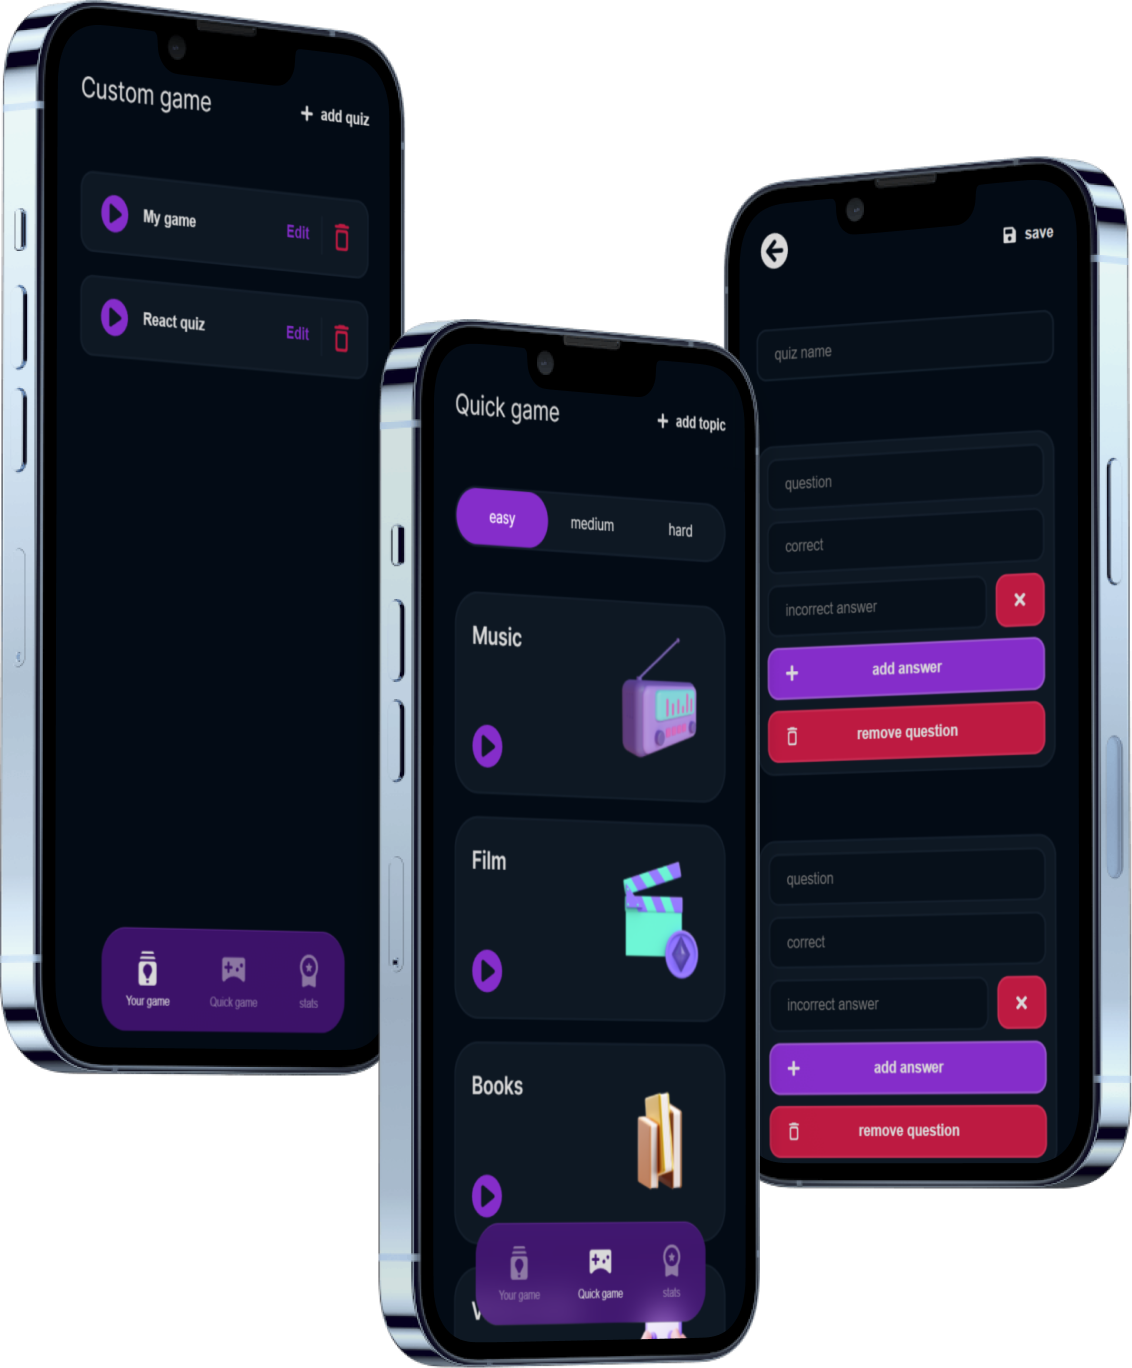 Custom game
+ add quiz
My game
Edit
React quiz
Edit
Your game
Quick game
stats
Quick game
+ add topic
easy
medium
hard
Music
Film
Books
Your game
Quick game
stats
save
quiz name
question
correct
incorrect answer
×
+ add answer
remove question
question
correct
incorrect answer
×
+ add answer
remove question